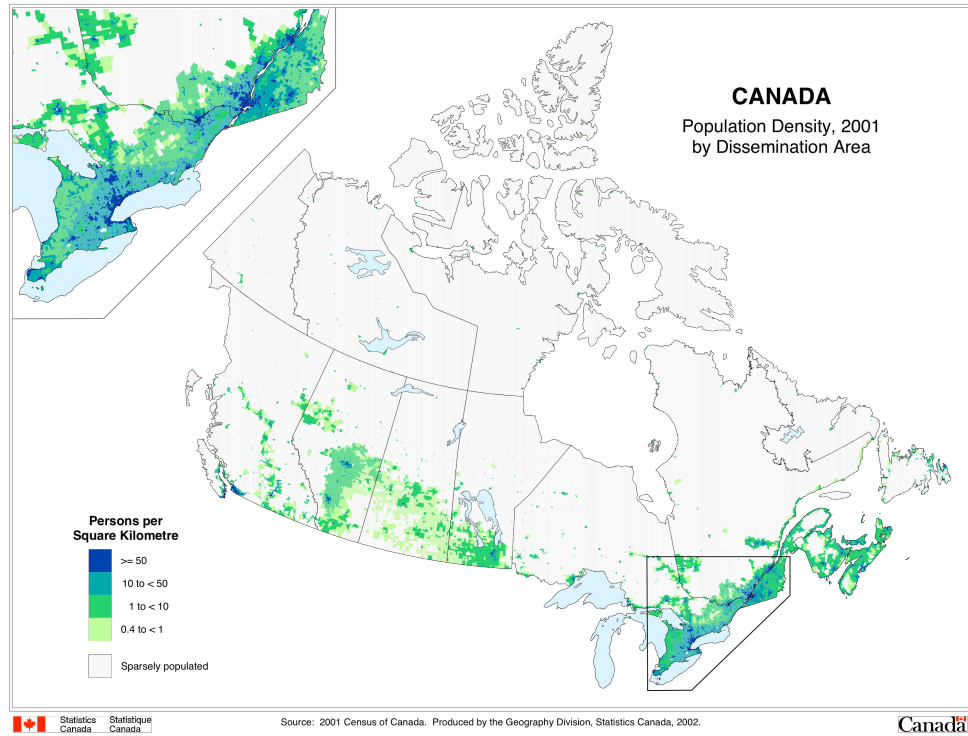 CANADA
Population Density, 2001
by Dissemination Area
Persons per
Square Kilometre
>= 50
10 to < 50
1 to < 10
0.4 to < 1
Sparsely populated
Statistics Statistique
Canada Canada
Source: 2001 Census of Canada. Produced by the Geography Division, Statistics Canada, 2002.
Canada